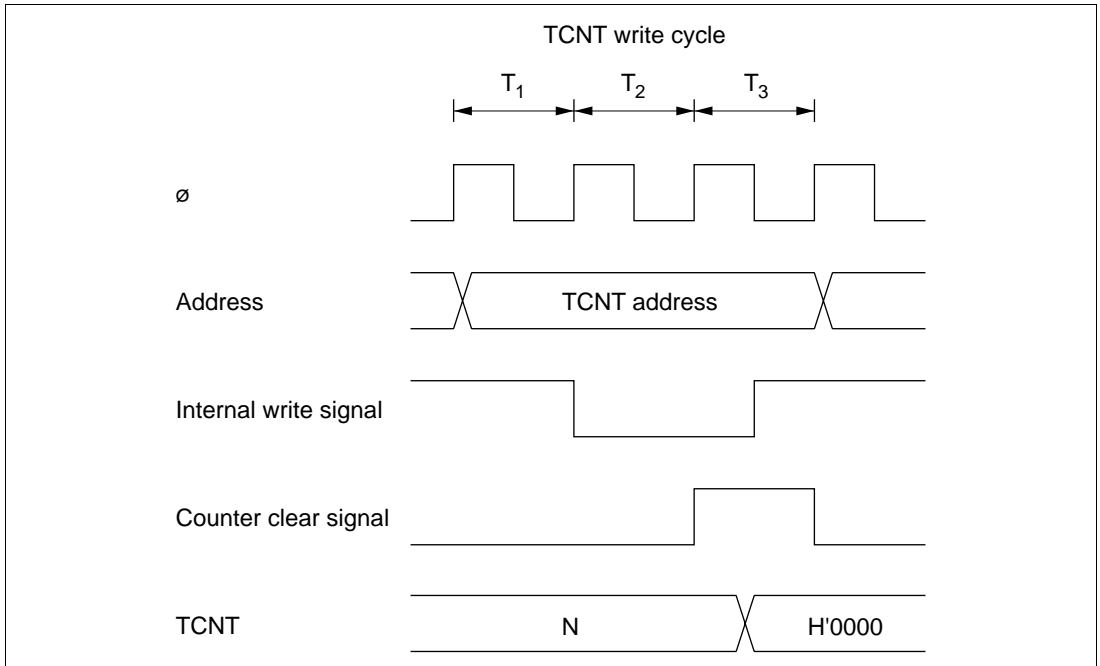 TCNT write cycle
T₁ T₂ T₃
ø
Address TCNT address
Internal write signal
Counter clear signal
TCNT N H'0000